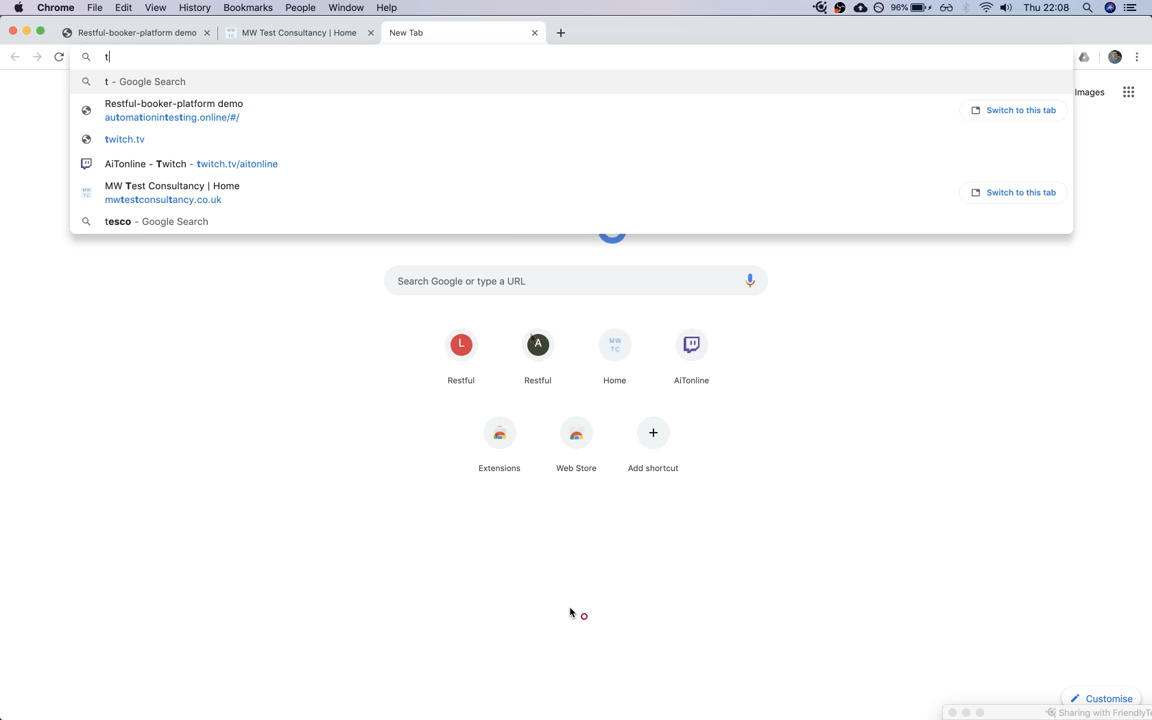 Chrome File Edit View History Bookmarks People Window Help 96% Thu 22:08
Restful-booker-platform demo MW Test Consultancy | Home New Tab
t
t - Google Search
Images
Restful-booker-platform demo
automationintesting.online/#/
Switch to this tab
twitch.tv
AiTonline - Twitch - twitch.tv/aitonline
MW Test Consultancy | Home
mwtestconsultancy.co.uk
Switch to this tab
tesco - Google Search
Search Google or type a URL
L A MW
TC
Restful Restful Home AiTonline
Extensions Web Store Add shortcut
Customise
Sharing with FriendlyTe